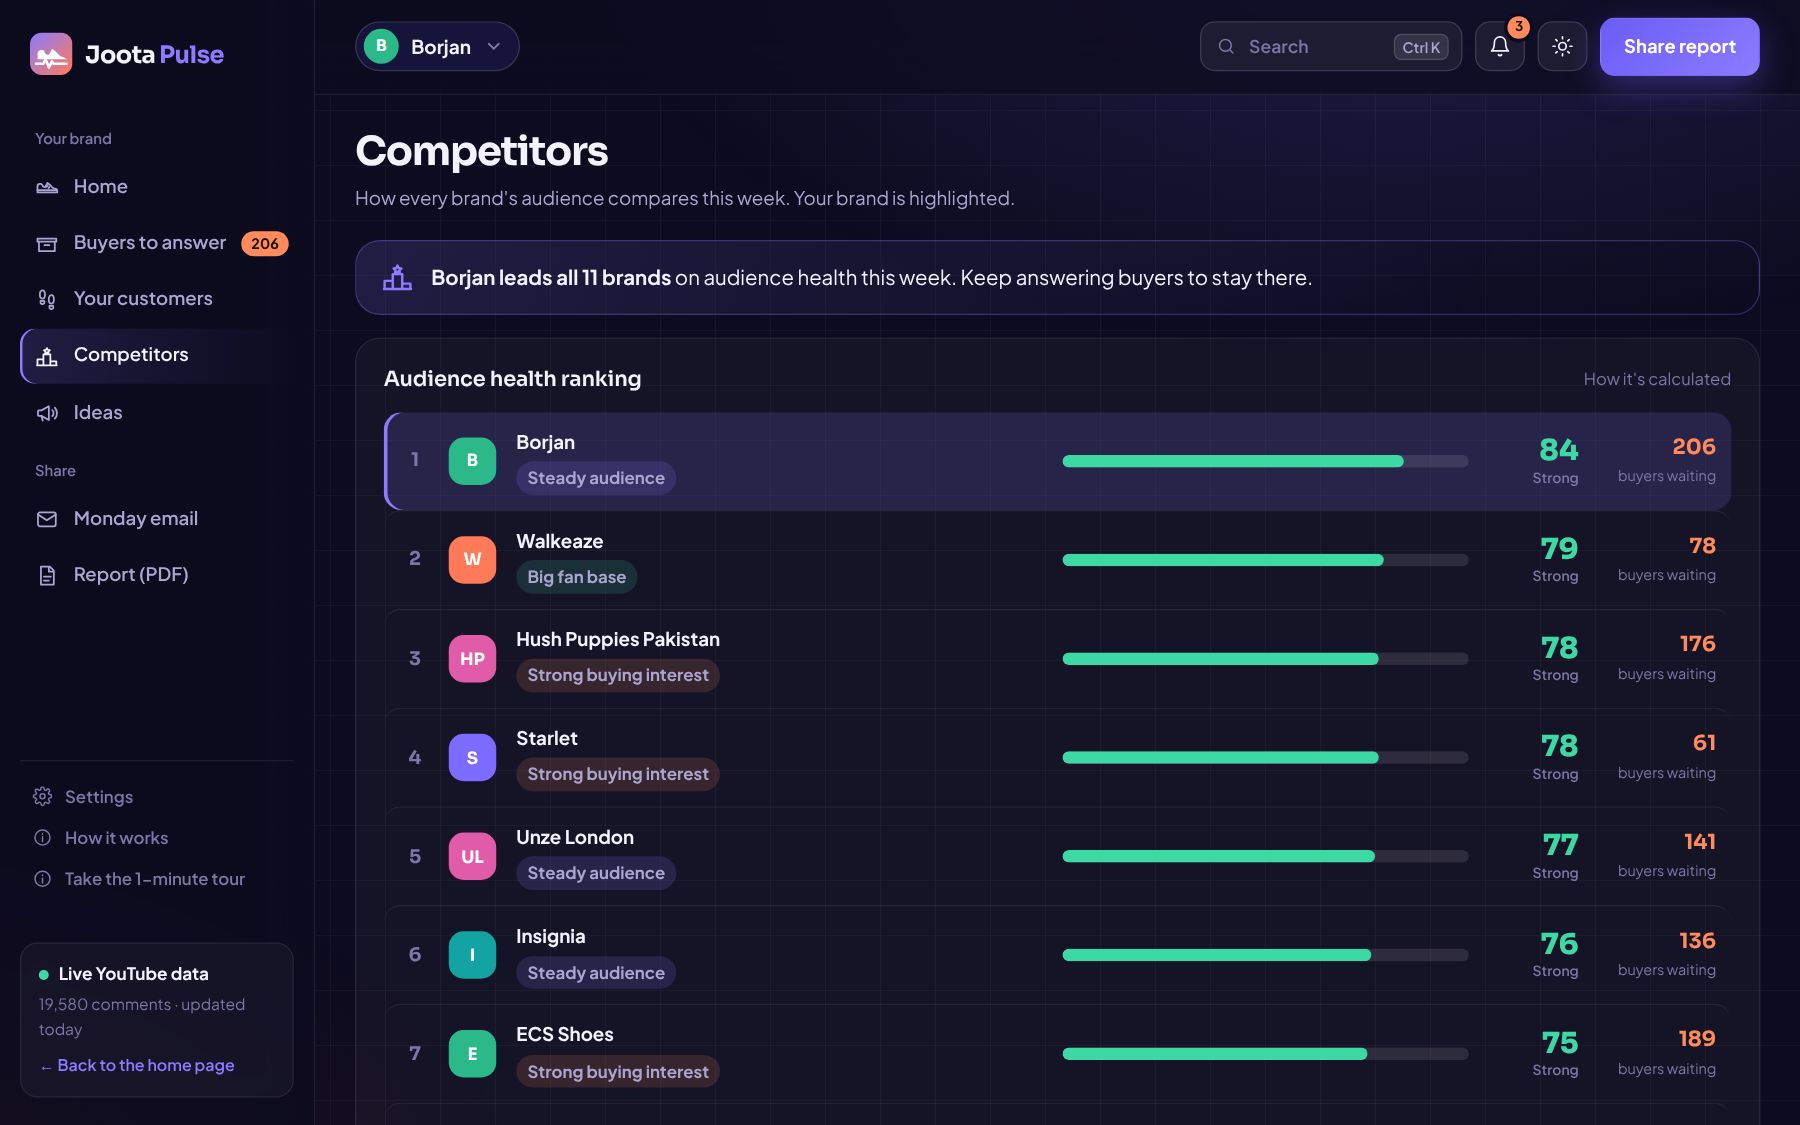 Joota Pulse
Your brand
Home
Buyers to answer 206
Your customers
Competitors
Ideas
Share
Monday email
Report (PDF)
Settings
How it works
Take the 1-minute tour
Live YouTube data
19,580 comments · updated
today
← Back to the home page
B Borjan
Search Ctrl K
3
Share report
Competitors
How every brand's audience compares this week. Your brand is highlighted.
Borjan leads all 11 brands on audience health this week. Keep answering buyers to stay there.
Audience health ranking
How it's calculated
1 B Borjan 84 206
Steady audience Strong buyers waiting
2 W Walkeaze 79 78
Big fan base Strong buyers waiting
3 HP Hush Puppies Pakistan 78 176
Strong buying interest Strong buyers waiting
4 S Starlet 78 61
Strong buying interest Strong buyers waiting
5 UL Unze London 77 141
Steady audience Strong buyers waiting
6 I Insignia 76 136
Steady audience Strong buyers waiting
7 E ECS Shoes 75 189
Strong buying interest Strong buyers waiting